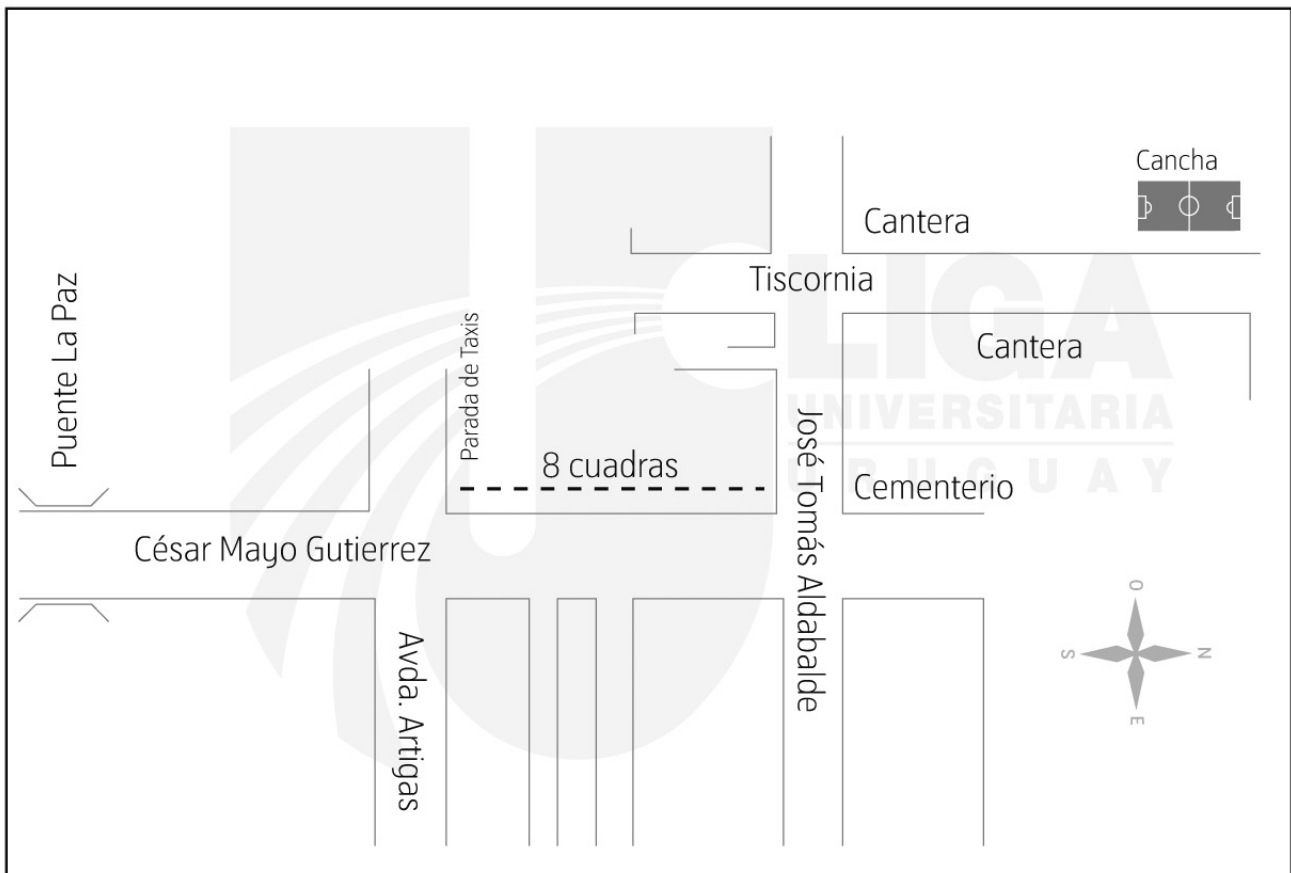 Cancha
Cantera
Tiscornia
Puente La Paz
Parada de Taxis
Cantera
8 cuadras
José Tomás Aldabalde
Cementerio
César Mayo Gutierrez
Avda. Artigas
LIGA
UNIVERSITARIA
URUGUAY
O
S
N
E